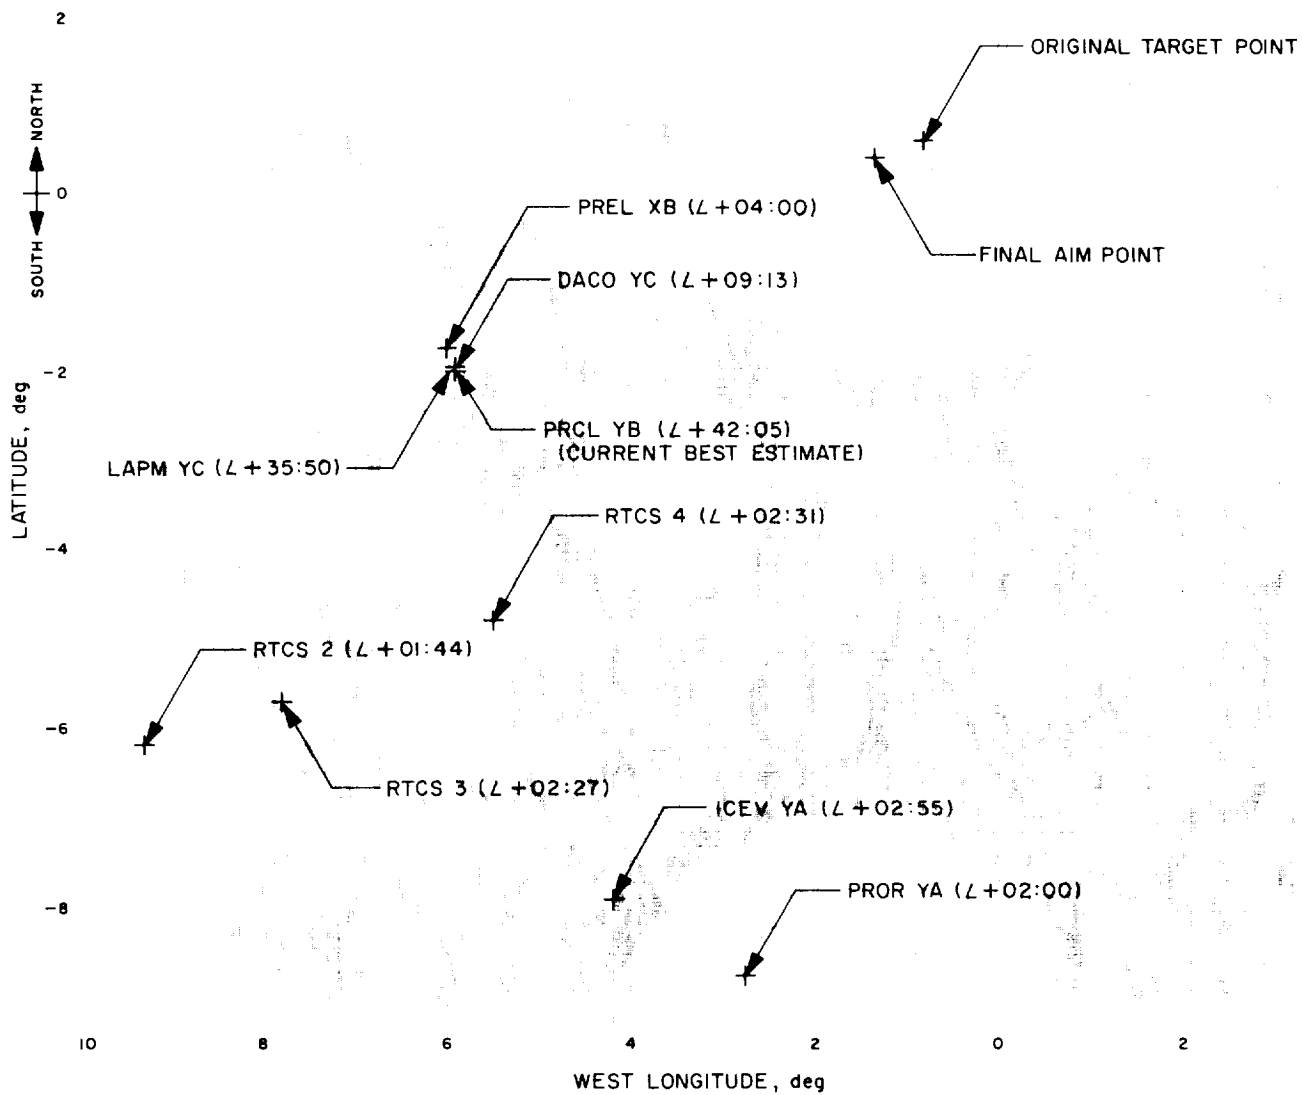 2
ORIGINAL TARGET POINT
NORTH
0
SOUTH
PREL XB (L+04:00)
FINAL AIM POINT
DACO YC (L+09:13)
-2
LATITUDE, deg
PRCL YB (L+42:05)
(CURRENT BEST ESTIMATE)
LAPM YC (L+35:50)
RTCS 4 (L+02:31)
-4
RTCS 2 (L+01:44)
-6
RTCS 3 (L+02:27)
ICEV YA (L+02:55)
PROR YA (L+02:00)
-8
10 8 6 4 2 0 2
WEST LONGITUDE, deg